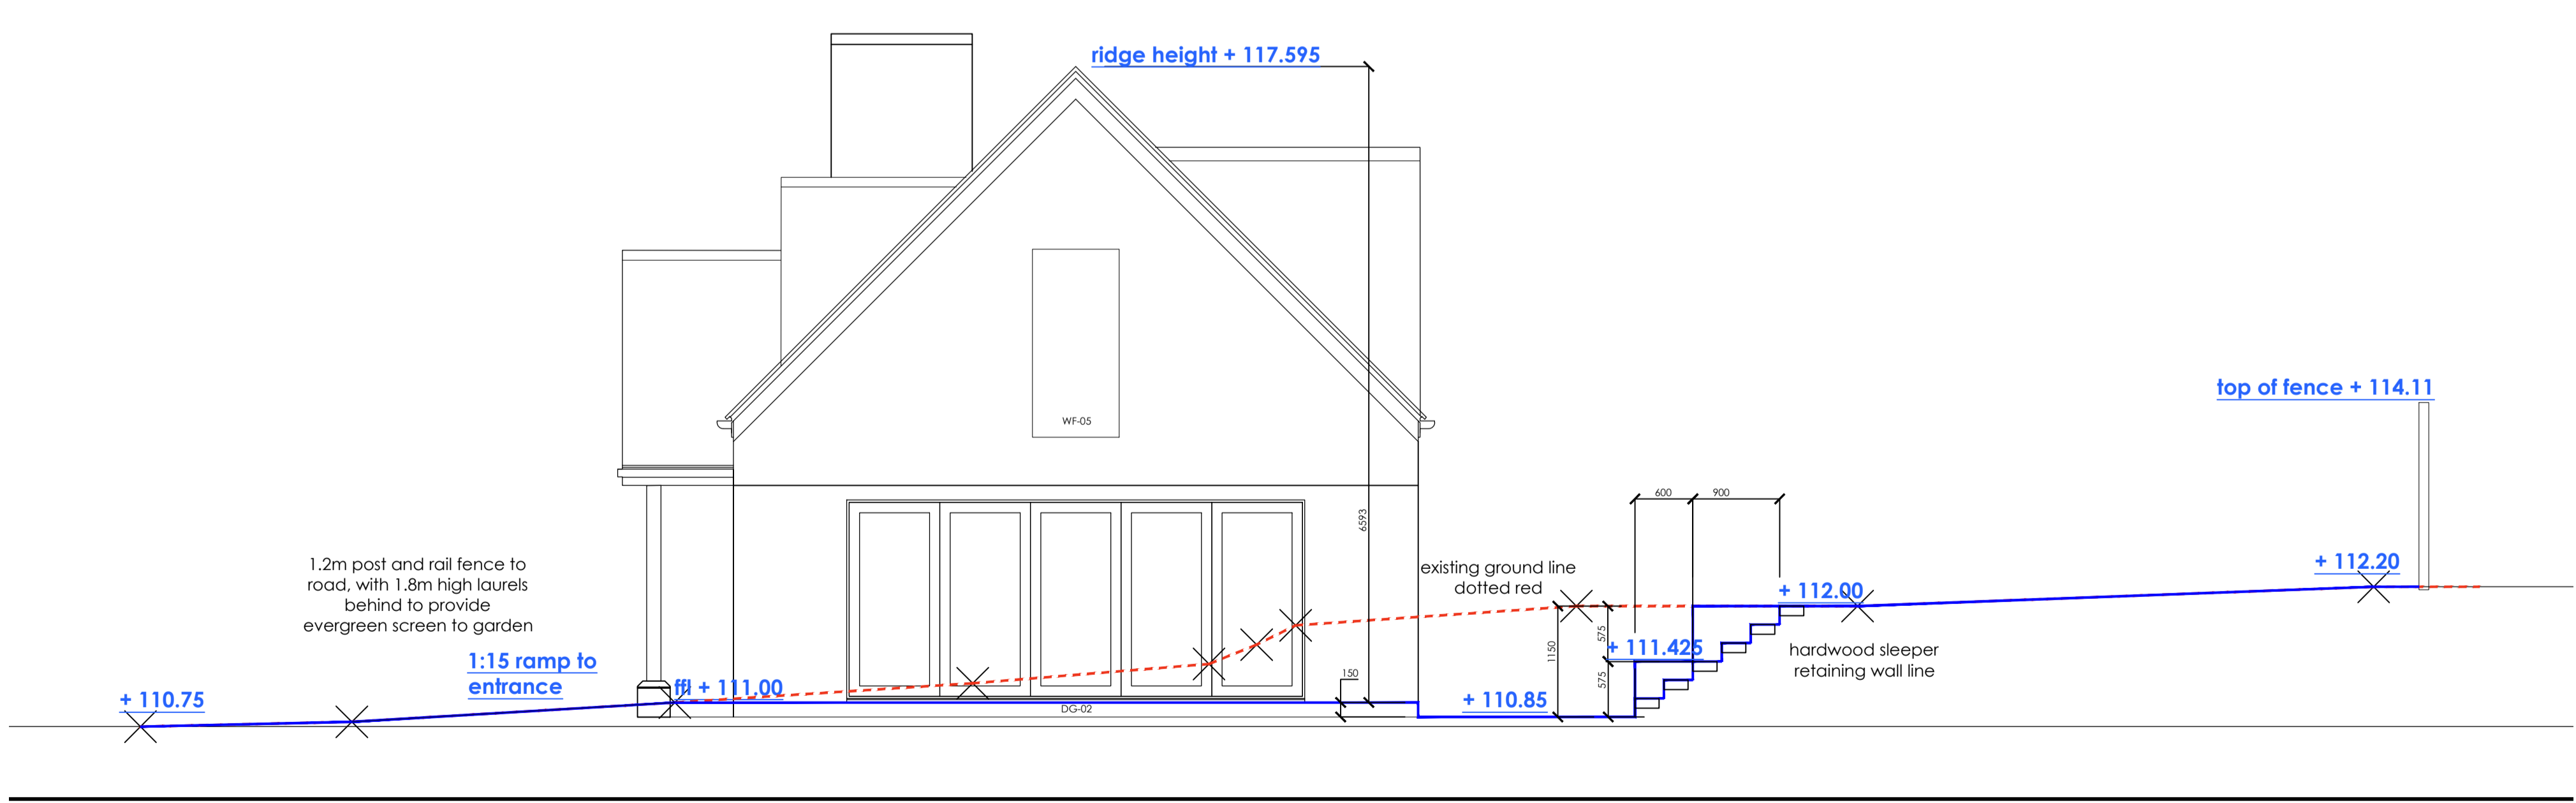 ridge height + 117.595
WF-05
top of fence + 114.11
6593
600
900
1.2m post and rail fence to
road, with 1.8m high laurels
behind to provide
evergreen screen to garden
existing ground line
dotted red
+ 112.20
+ 112.00
1150
575
+ 111.425
575
hardwood sleeper
retaining wall line
1:15 ramp to
entrance
ffl + 111.00
150
+ 110.75
+ 110.85
DG-02